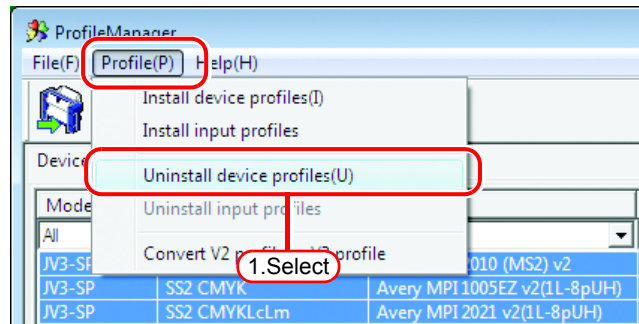 ProfileManager
File(F) Profile(P) Help(H)
Install device profiles(I)
Install input profiles
Device
Uninstall device profiles(U)
Mode
Uninstall input profiles
All
Convert V2 profile profile
1.Select
JV3-SP 2010 (MS2) v2
JV3-SP SS2 CMYK Avery MPI 1005EZ v2(1L-8pUH)
JV3-SP SS2 CMYKLcLm Avery MPI 2021 v2(1L-8pUH)